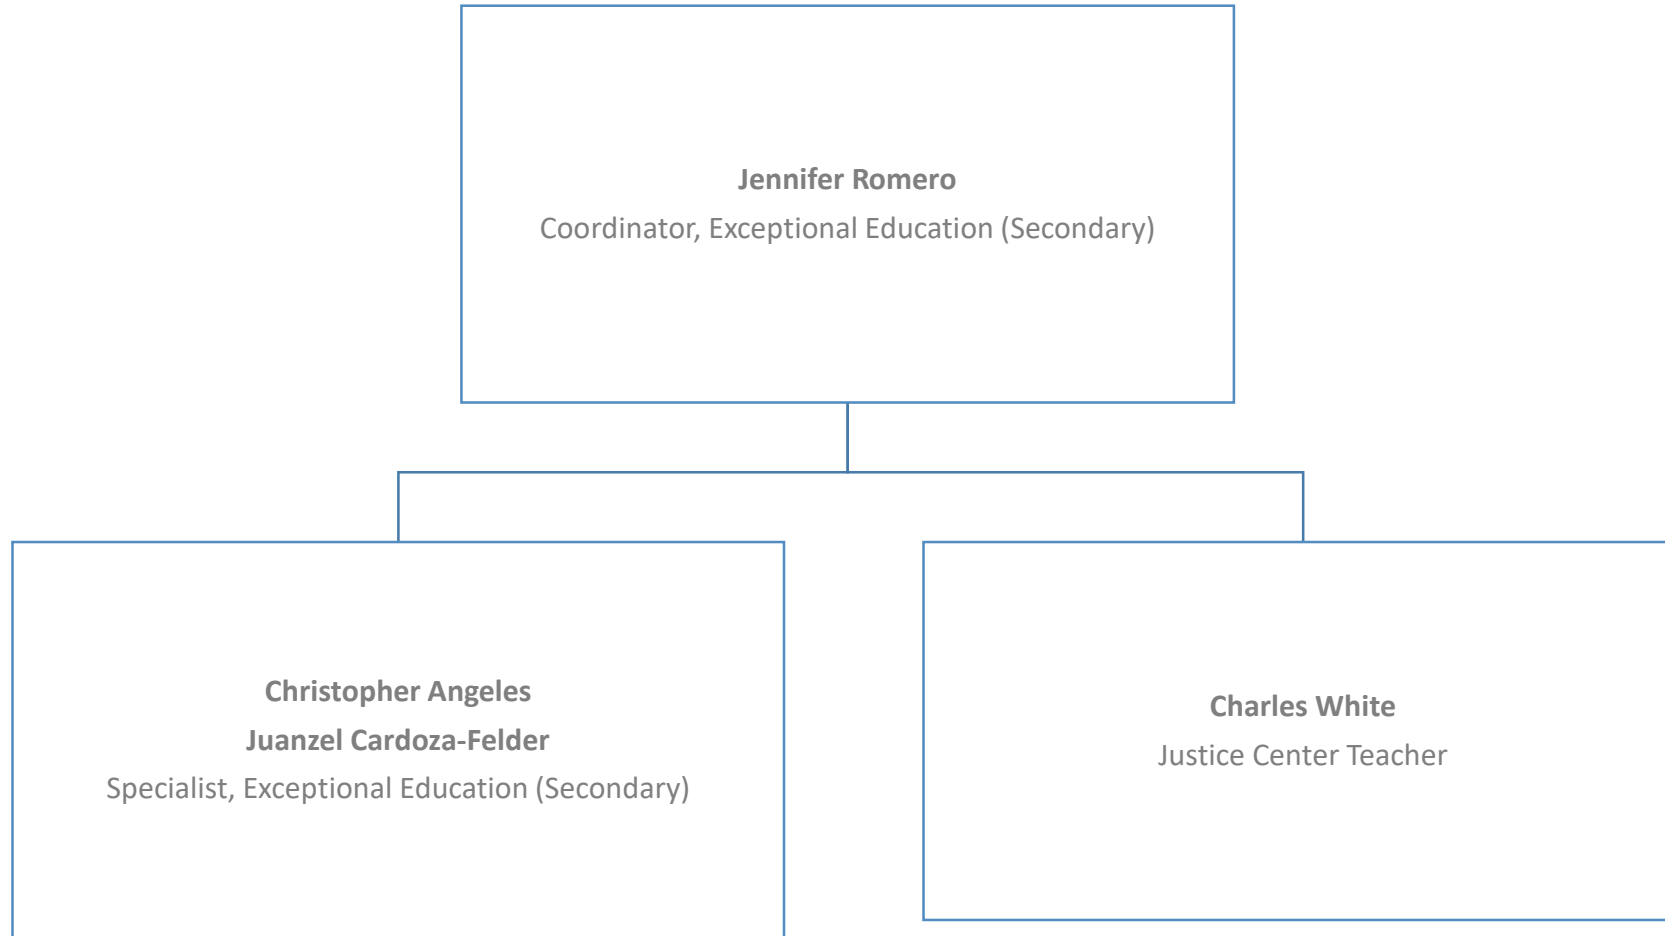 Jennifer Romero
Coordinator, Exceptional Education (Secondary)
Christopher Angeles
Juanzel Cardoza-Felder
Specialist, Exceptional Education (Secondary)
Charles White
Justice Center Teacher